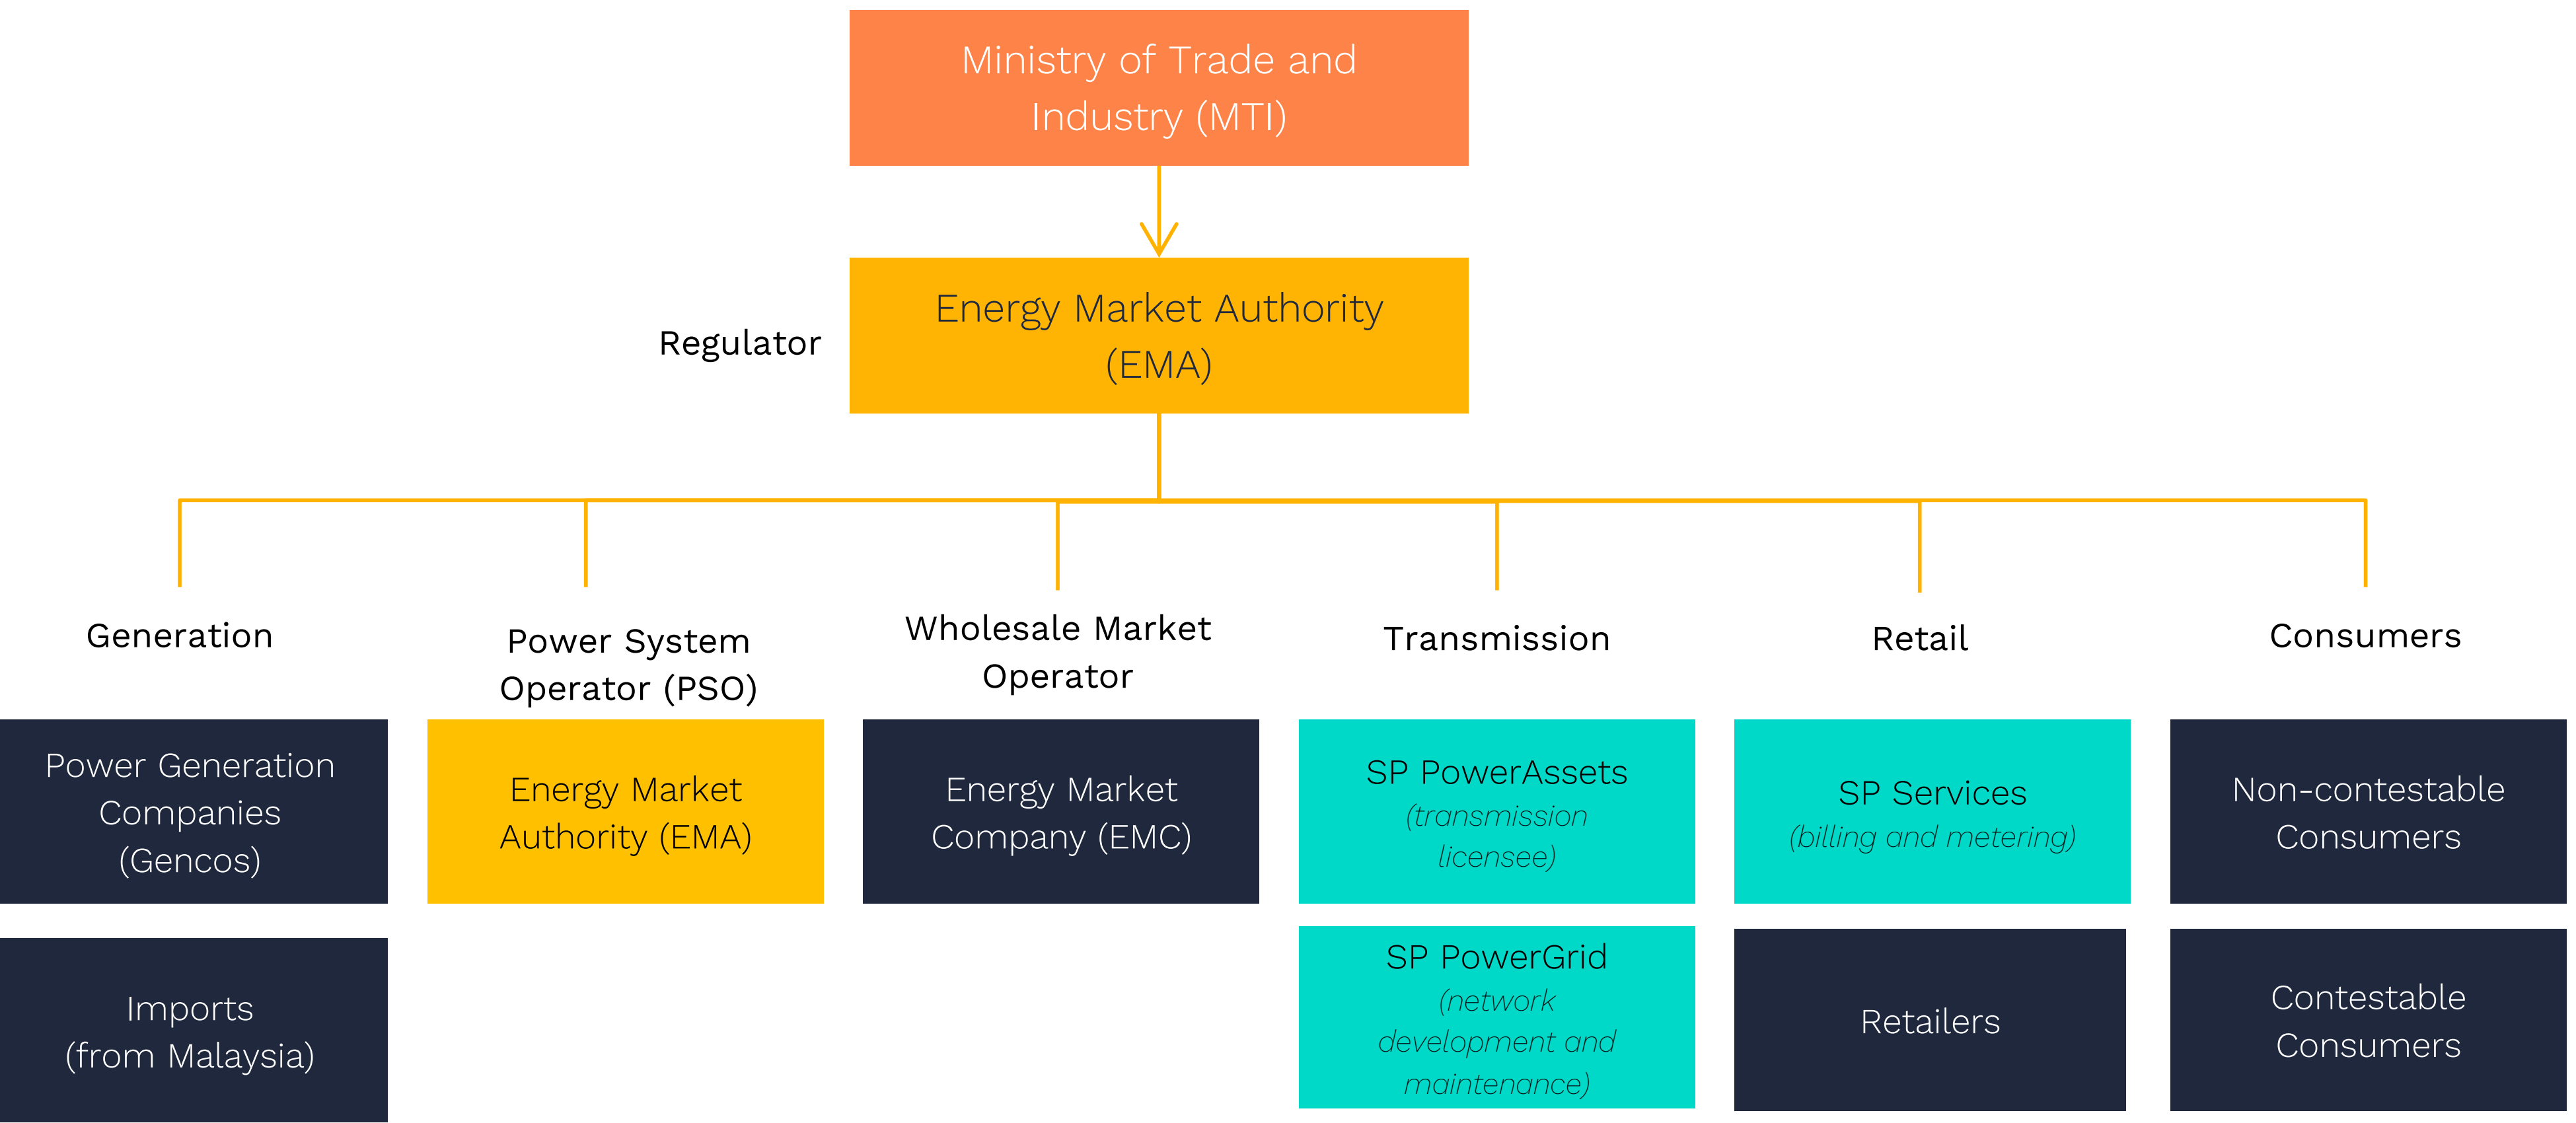 Ministry of Trade and
Industry (MTI)
Regulator
Energy Market Authority
(EMA)
Generation
Power System
Operator (PSO)
Wholesale Market
Operator
Transmission
Retail
Consumers
Power Generation
Companies
(Gencos)
Energy Market
Authority (EMA)
Energy Market
Company (EMC)
SP PowerAssets
(transmission
licensee)
SP Services
(billing and metering)
Non-contestable
Consumers
Imports
(from Malaysia)
SP PowerGrid
(network
development and
maintenance)
Retailers
Contestable
Consumers